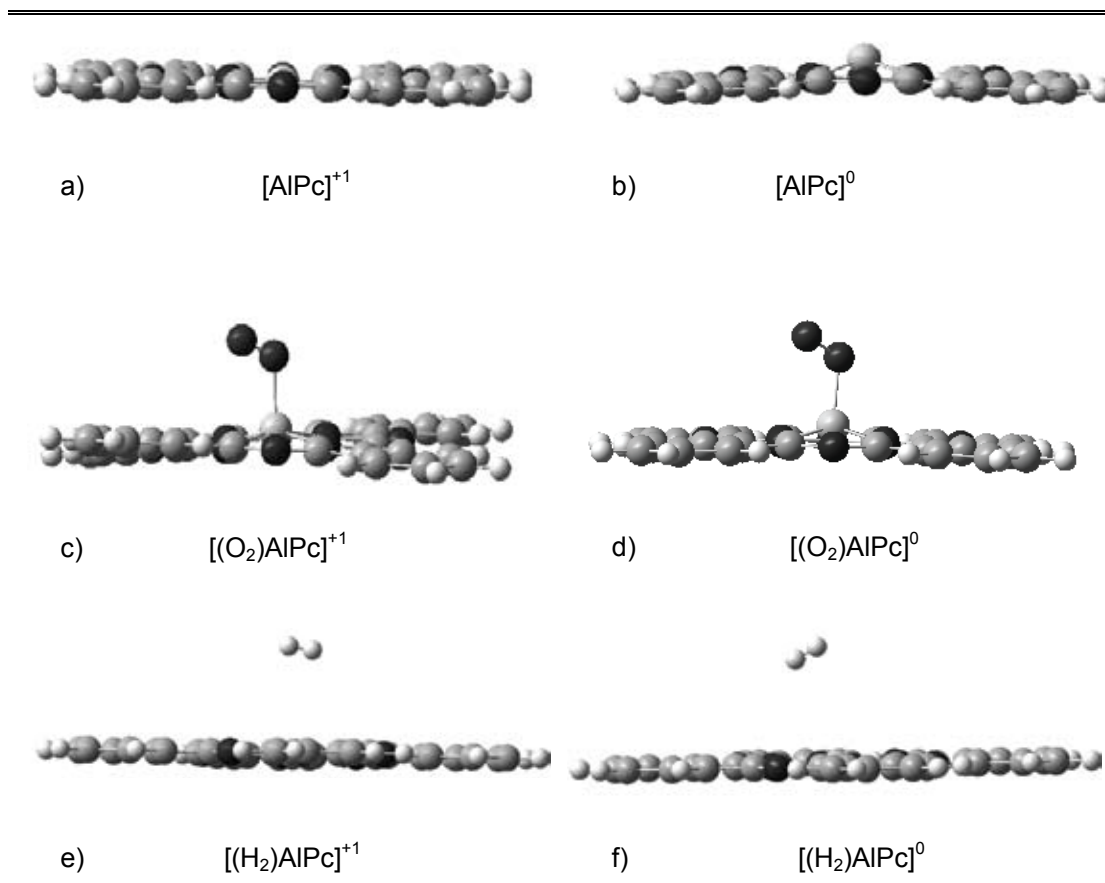 a) [AlPc]⁺¹ b) [AlPc]⁰
c) [(O₂)AlPc]⁺¹ d) [(O₂)AlPc]⁰
e) [(H₂)AlPc]⁺¹ f) [(H₂)AlPc]⁰